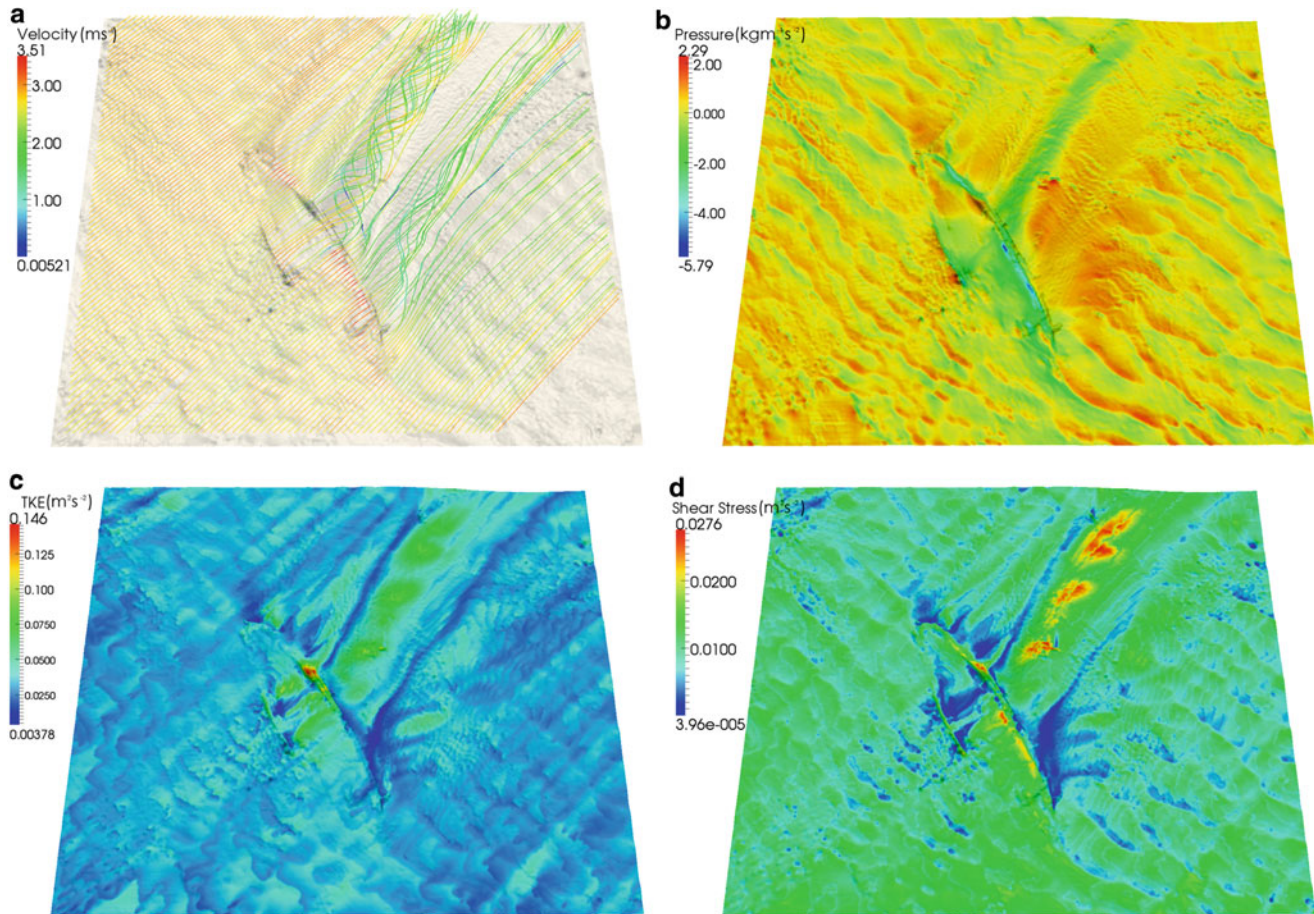 a
Velocity (ms⁻¹)
3.51
3.00
2.00
1.00
0.00521
b
Pressure (kgm⁻¹s⁻²)
2.29
2.00
0.000
-2.00
-4.00
-5.79
c
TKE (m²s⁻²)
0.146
0.125
0.100
0.0750
0.0500
0.0250
0.00378
d
Shear Stress (m²s⁻²)
0.0276
0.0200
0.0100
3.96e-005